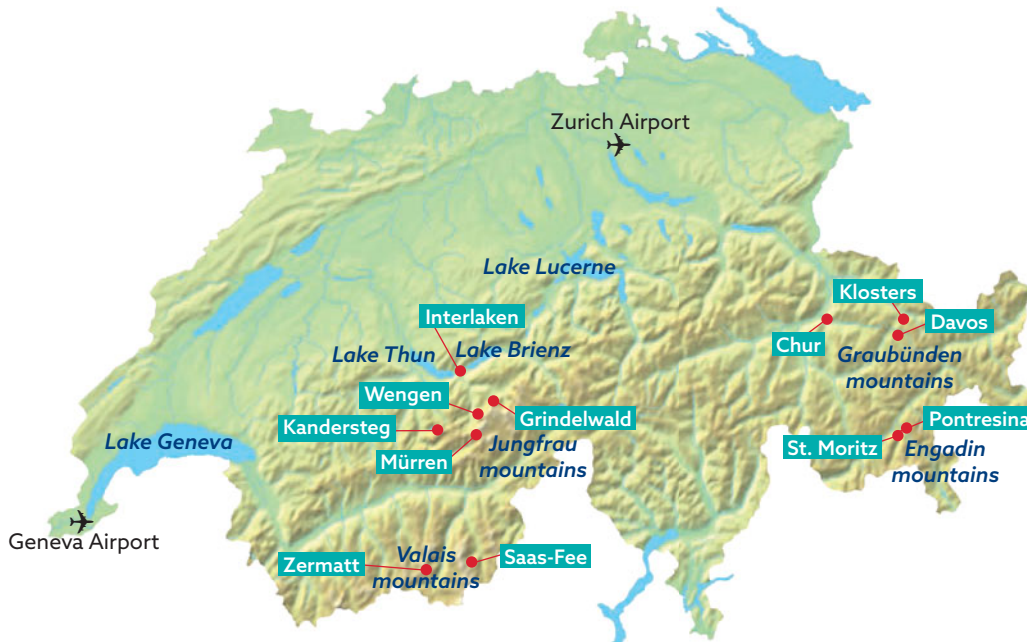 Zurich Airport
Lake Lucerne
Klosters
Interlaken
Davos
Chur
Lake Thun
Lake Brienz
Graubünden
mountains
Wengen
Grindelwald
Kandersteg
Pontresina
Lake Geneva
Mürren
Jungfrau
mountains
St. Moritz
Engadin
mountains
Geneva Airport
Zermatt
Valais
mountains
Saas-Fee